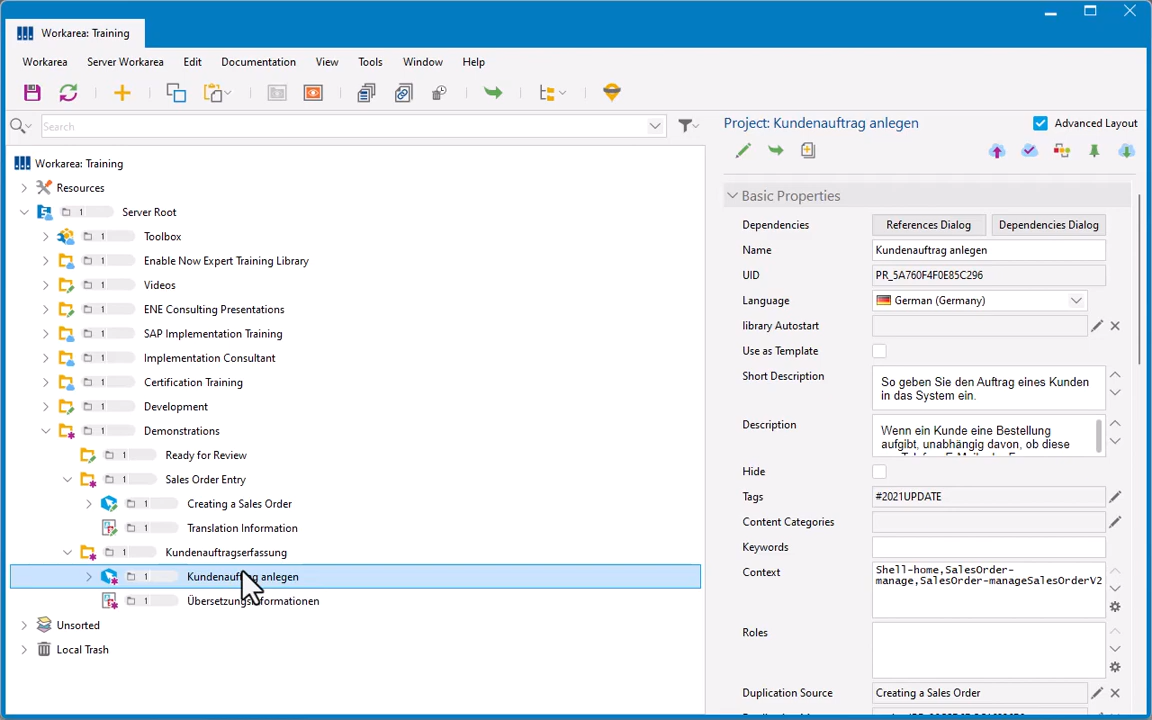 Workarea: Training
Workarea Server Workarea Edit Documentation View Tools Window Help
Search
Workarea: Training
Resources
1 Server Root
1 Toolbox
1 Enable Now Expert Training Library
1 Videos
1 ENE Consulting Presentations
1 SAP Implementation Training
1 Implementation Consultant
1 Certification Training
1 Development
1 Demonstrations
1 Ready for Review
1 Sales Order Entry
1 Creating a Sales Order
1 Translation Information
1 Kundenauftragserfassung
1 Kundenauftrag anlegen
1 Übersetzungsinformationen
Unsorted
Local Trash
Project: Kundenauftrag anlegen
Advanced Layout
Basic Properties
Dependencies References Dialog Dependencies Dialog
Name Kundenauftrag anlegen
UID PR_5A760F4F0E85C296
Language German (Germany)
library Autostart
Use as Template
Short Description So geben Sie den Auftrag eines Kunden
in das System ein.
Description Wenn ein Kunde eine Bestellung
aufgibt, unabhängig davon, ob diese
Hide
Tags #2021UPDATE
Content Categories
Keywords
Context Shell-home,SalesOrder-
manage,SalesOrder-manageSalesOrderV2
Roles
Duplication Source Creating a Sales Order